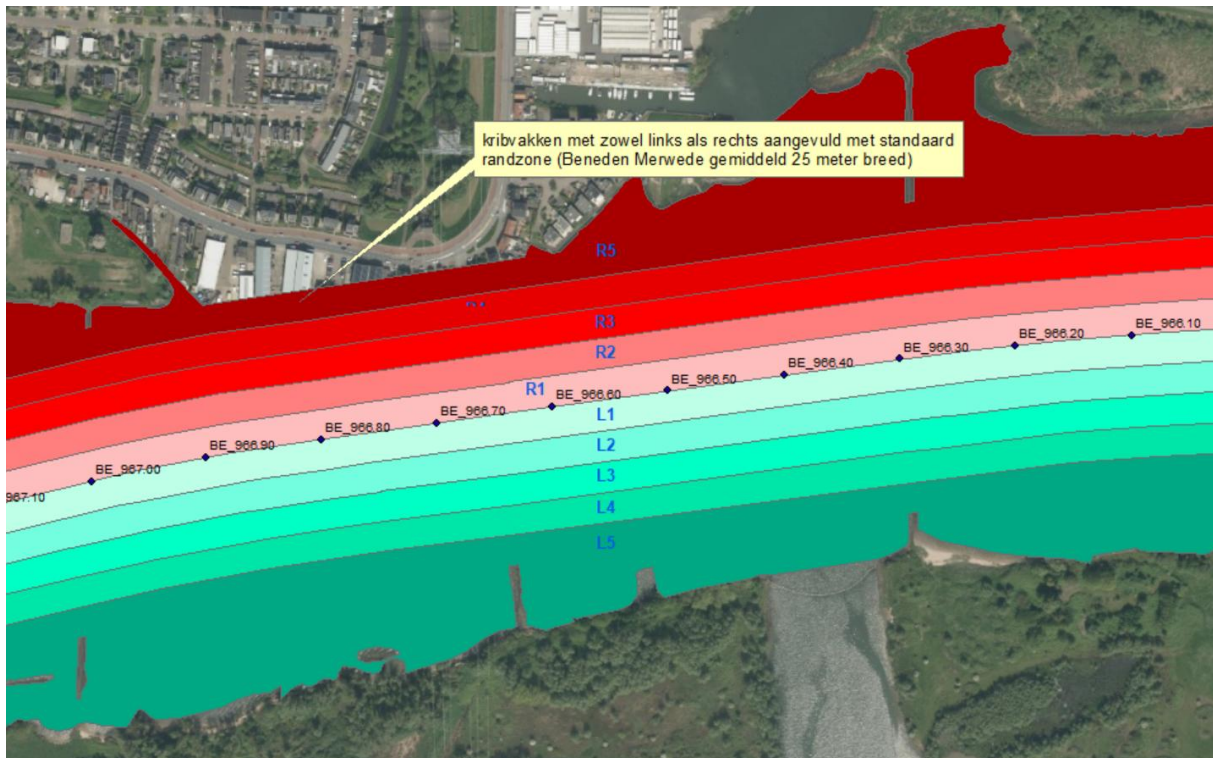 kribvakken met zowel links als rechts aangevuld met standaard
randzone (Beneden Merwede gemiddeld 25 meter breed)
R5
R3
BE_966.10
BE_966.20
BE_966.30
R2
BE_966.40
BE_966.50
R1
BE_966.60
BE_966.70
L1
BE_966.80
BE_966.90
L2
BE_967.00
L3
967.10
L4
L5